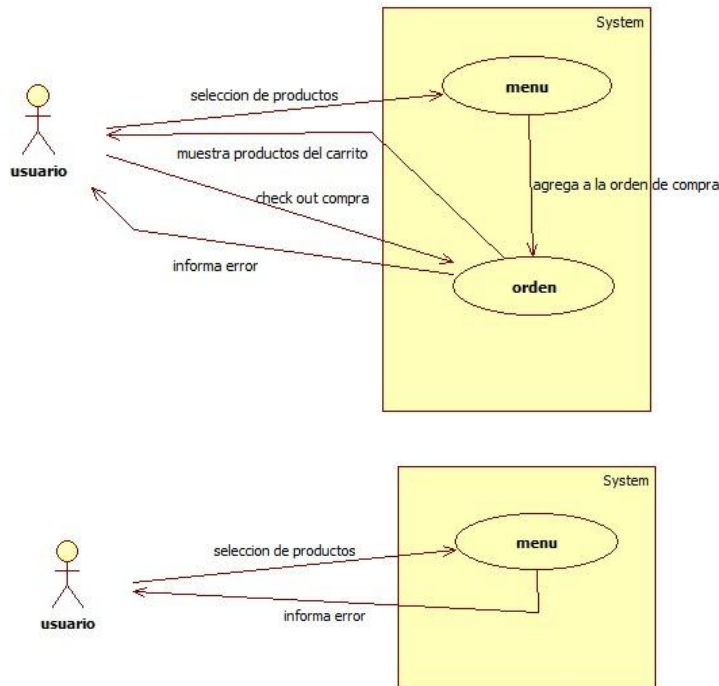 System
menu
seleccion de productos
muestra productos del carrito
usuario
agrega a la orden de compra
check out compra
informa error
orden
System
menu
seleccion de productos
informa error
usuario